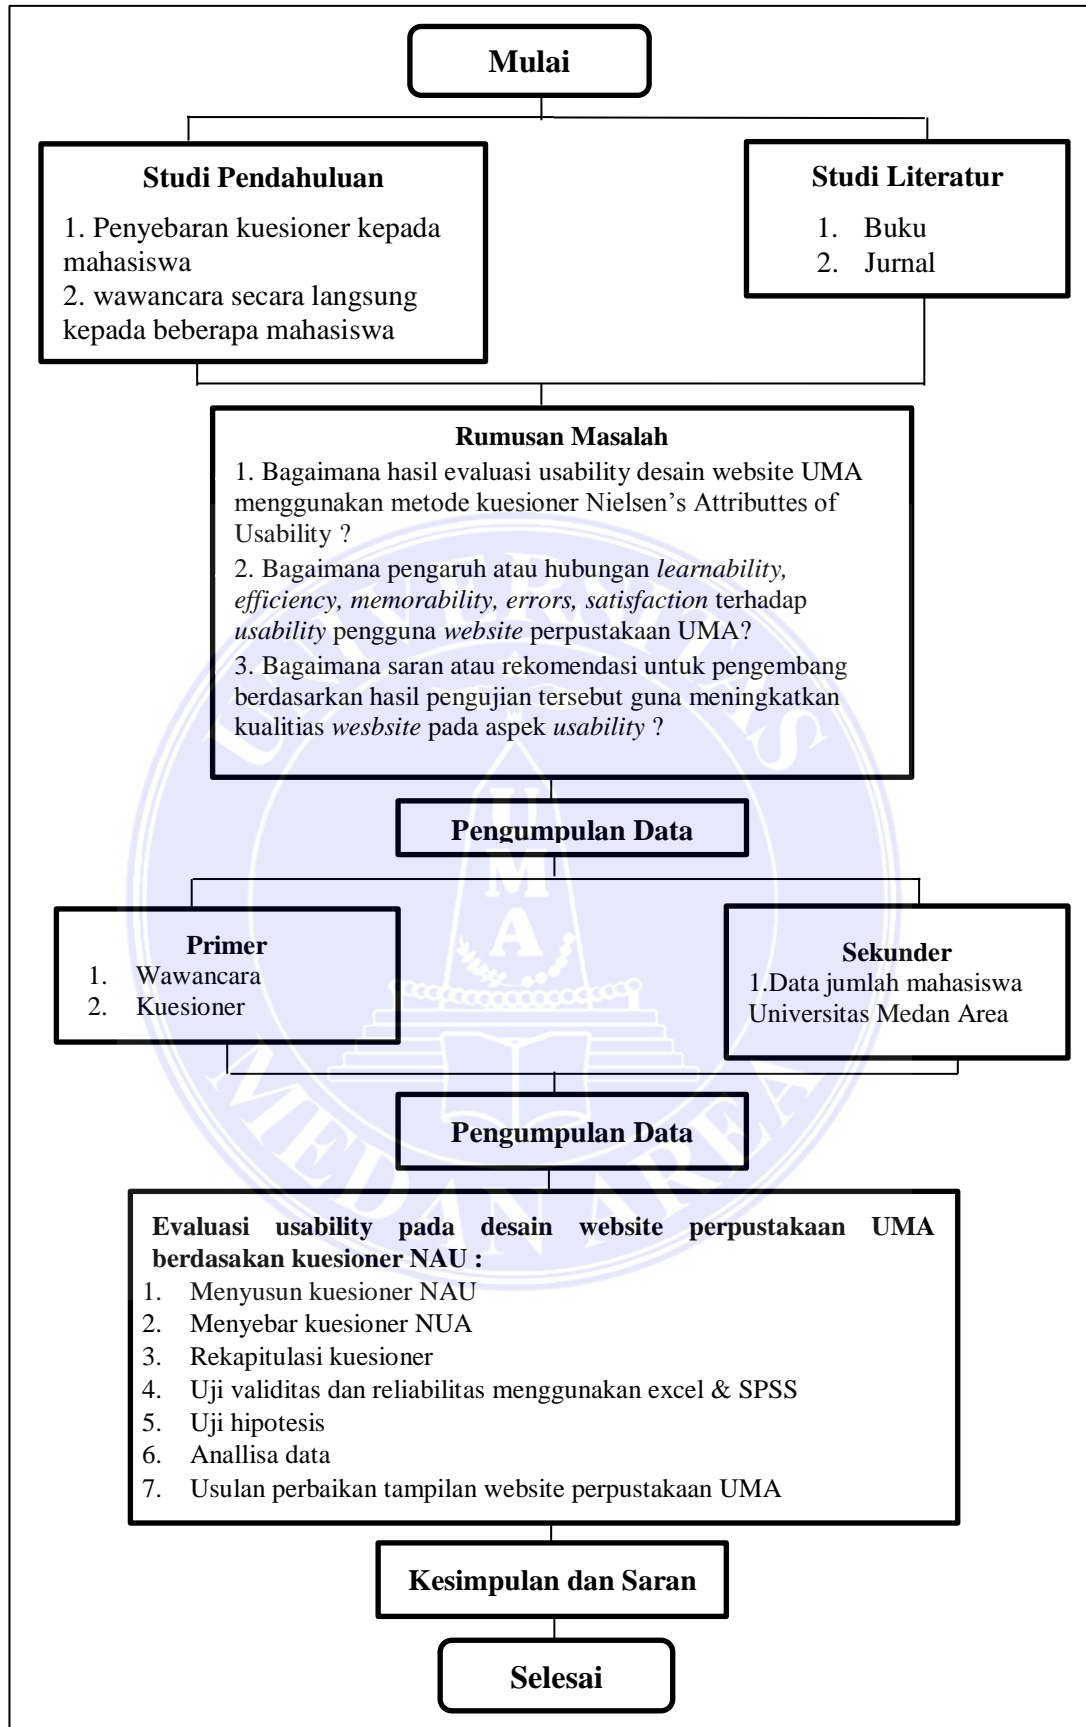 Mulai
Studi Pendahuluan
1. Penyebaran kuesioner kepada
mahasiswa
2. wawancara secara langsung
kepada beberapa mahasiswa
Studi Literatur
1. Buku
2. Jurnal
Rumusan Masalah
1. Bagaimana hasil evaluasi usability desain website UMA
menggunakan metode kuesioner Nielsen’s Attributtes of
Usability ?
2. Bagaimana pengaruh atau hubungan learnability,
efficiency, memorability, errors, satisfaction terhadap
usability pengguna website perpustakaan UMA?
3. Bagaimana saran atau rekomendasi untuk pengembang
berdasarkan hasil pengujian tersebut guna meningkatkan
kualitias wesbsite pada aspek usability ?
Pengumpulan Data
Primer
1. Wawancara
2. Kuesioner
Sekunder
1.Data jumlah mahasiswa
Universitas Medan Area
Pengumpulan Data
Evaluasi usability pada desain website perpustakaan UMA
berdasakan kuesioner NAU :
1. Menyusun kuesioner NAU
2. Menyebar kuesioner NUA
3. Rekapitulasi kuesioner
4. Uji validitas dan reliabilitas menggunakan excel & SPSS
5. Uji hipotesis
6. Anallisa data
7. Usulan perbaikan tampilan website perpustakaan UMA
Kesimpulan dan Saran
Selesai
UNIVERSITAS
MEDAN AREA
U
M
A